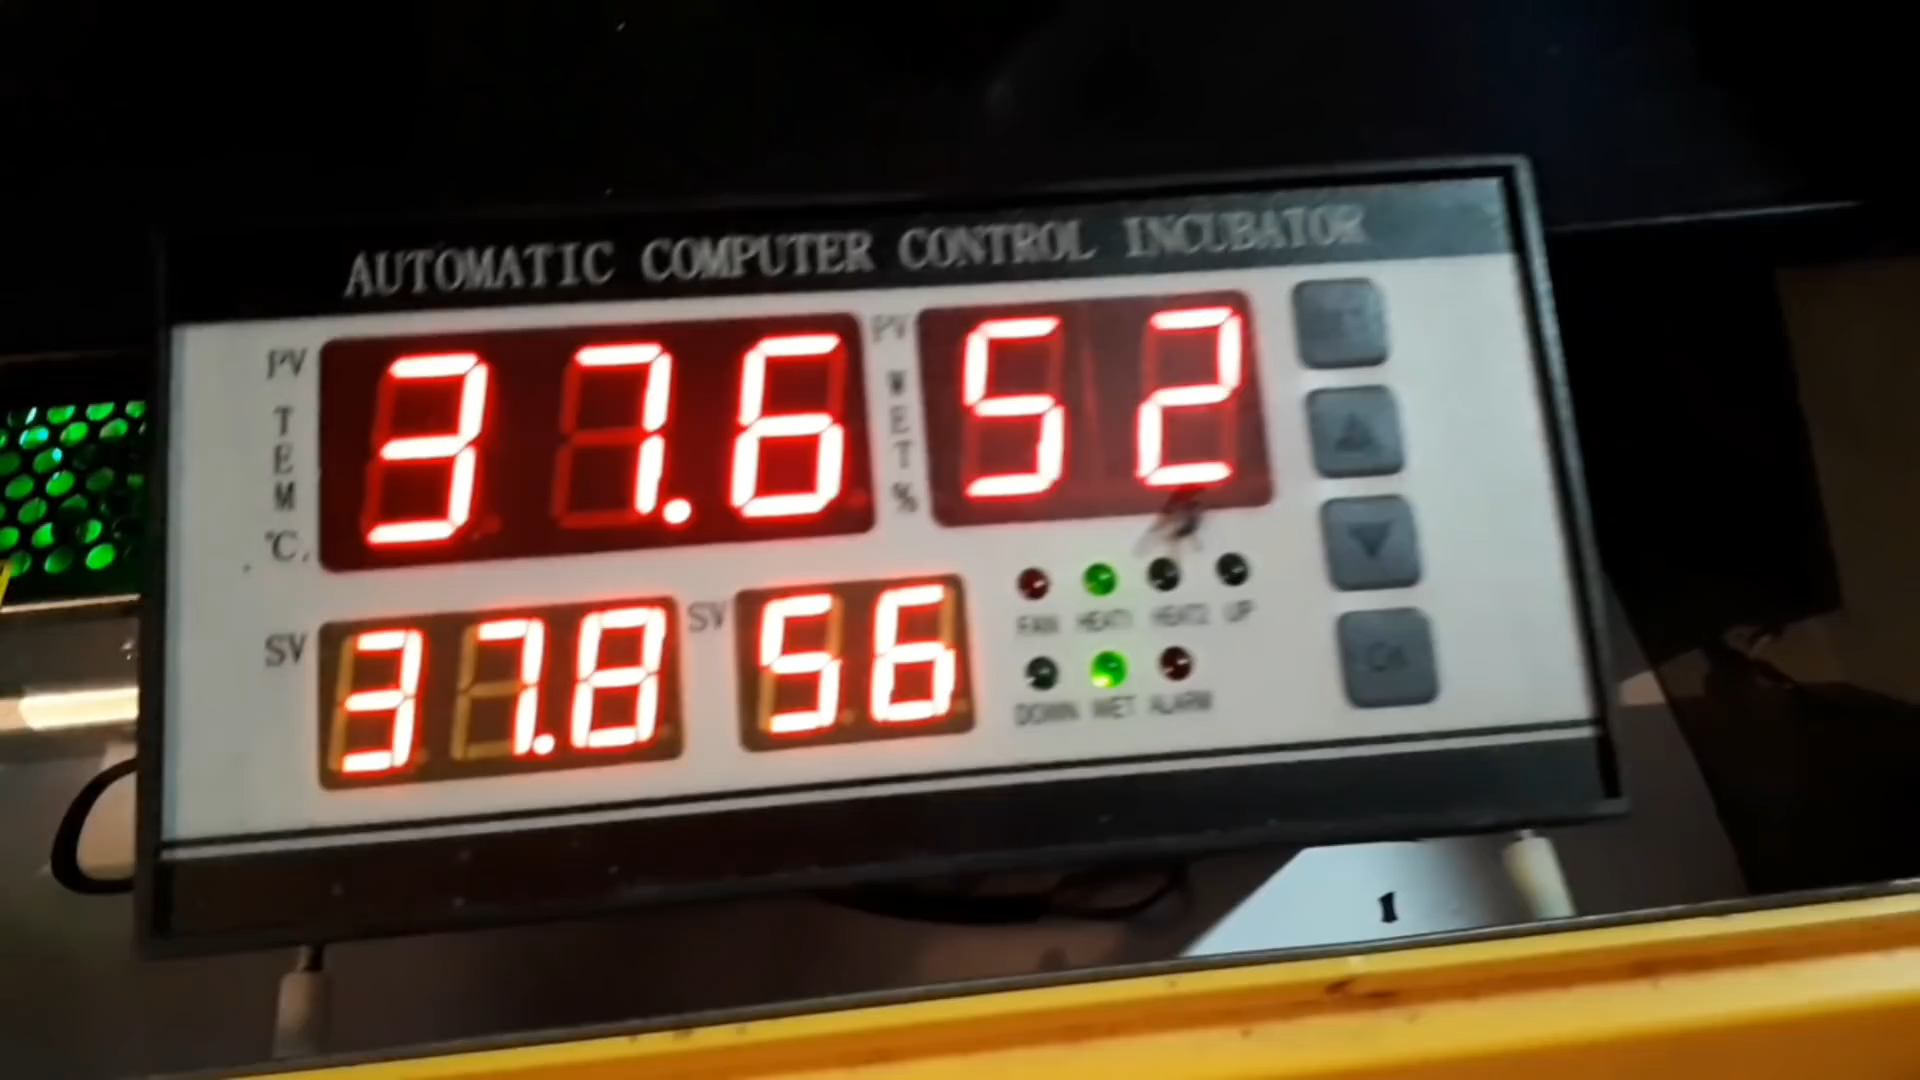 AUTOMATIC COMPUTER CONTROL INCUBATOR
PV TEM ℃ 37.6 PV WET % 52
SV 37.8 SV 56
FAN HEAT1 HEAT2 UP
DOWN WET ALARM
1